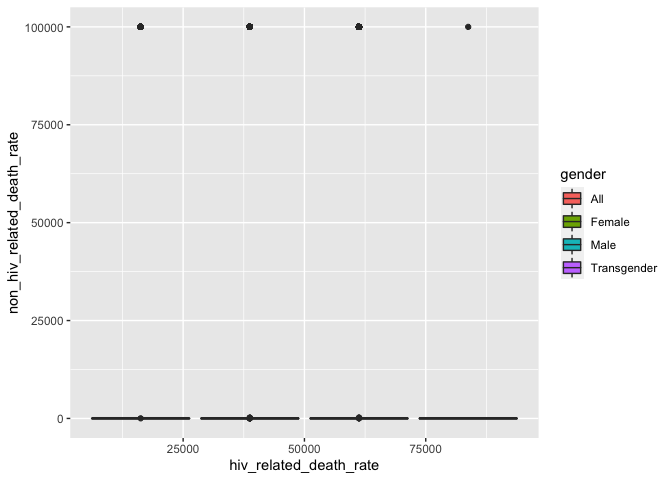 100000
75000
50000
25000
0
non_hiv_related_death_rate
25000
50000
75000
hiv_related_death_rate
gender
All
Female
Male
Transgender